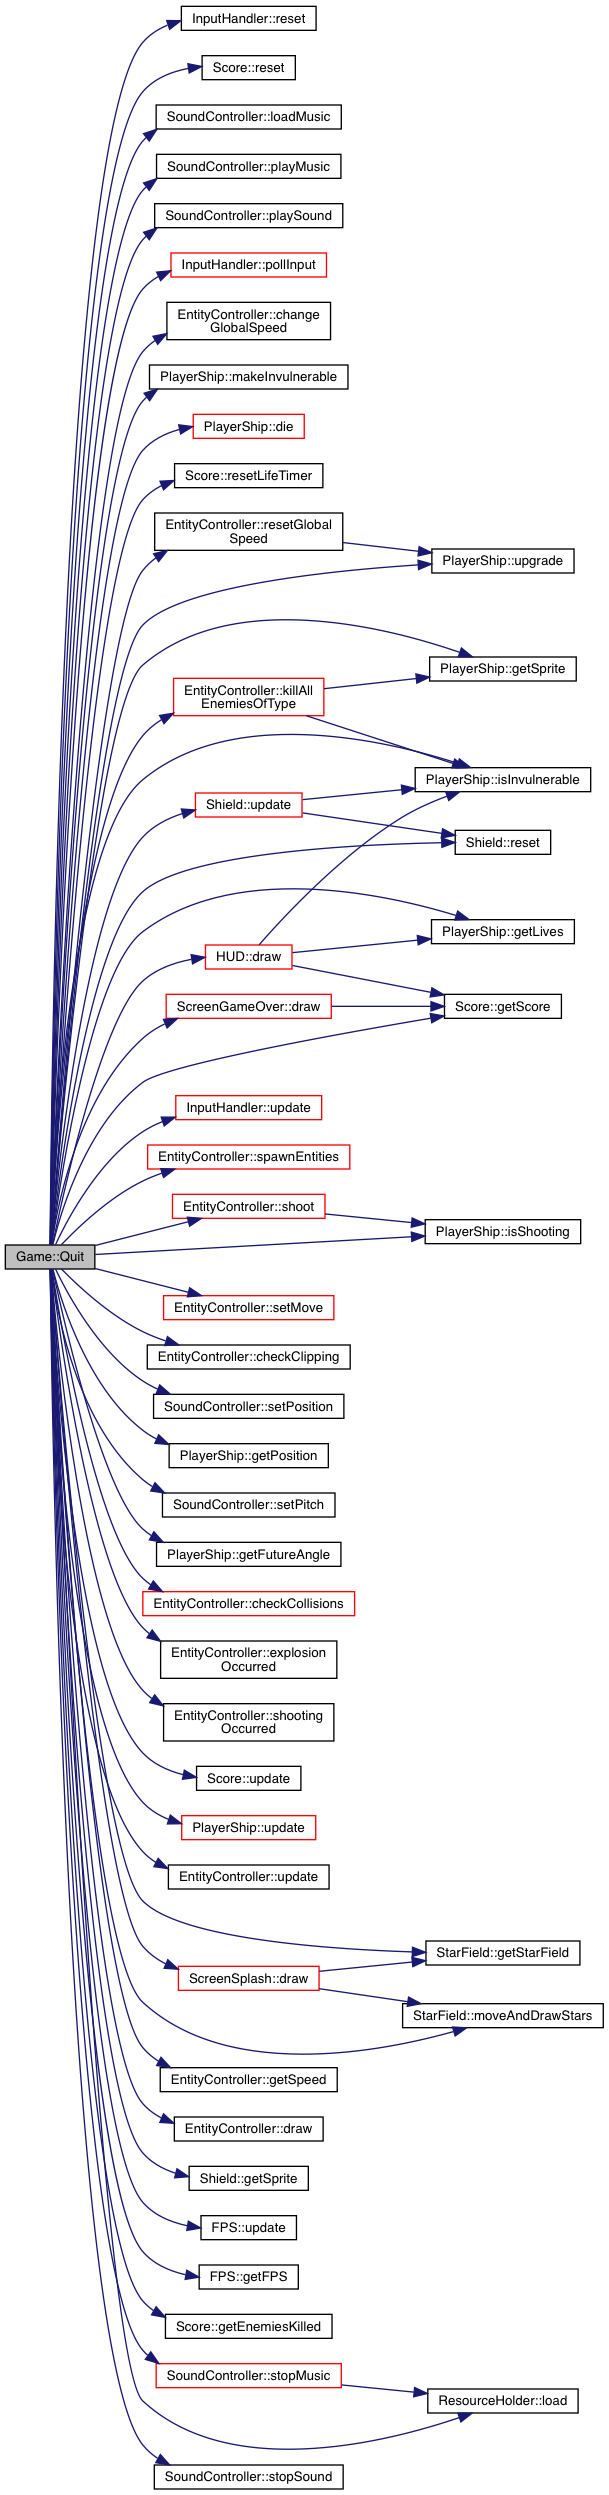 InputHandler::reset
Score::reset
SoundController::loadMusic
SoundController::playMusic
SoundController::playSound
InputHandler::pollInput
EntityController::change
GlobalSpeed
PlayerShip::makeInvulnerable
PlayerShip::die
Score::resetLifeTimer
EntityController::resetGlobal
Speed
PlayerShip::upgrade
PlayerShip::getSprite
EntityController::killAll
EnemiesOfType
PlayerShip::isInvulnerable
Shield::update
Shield::reset
PlayerShip::getLives
HUD::draw
ScreenGameOver::draw
Score::getScore
InputHandler::update
EntityController::spawnEntities
EntityController::shoot
PlayerShip::isShooting
Game::Quit
EntityController::setMove
EntityController::checkClipping
SoundController::setPosition
PlayerShip::getPosition
SoundController::setPitch
PlayerShip::getFutureAngle
EntityController::checkCollisions
EntityController::explosion
Occurred
EntityController::shooting
Occurred
Score::update
PlayerShip::update
EntityController::update
StarField::getStarField
ScreenSplash::draw
StarField::moveAndDrawStars
EntityController::getSpeed
EntityController::draw
Shield::getSprite
FPS::update
FPS::getFPS
Score::getEnemiesKilled
SoundController::stopMusic
ResourceHolder::load
SoundController::stopSound